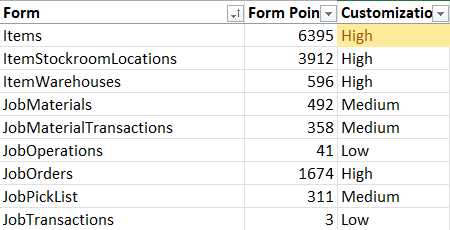 Form Form Poin Customizatio
Items 6395 High
ItemStockroomLocations 3912 High
ItemWarehouses 596 High
JobMaterials 492 Medium
JobMaterialTransactions 358 Medium
JobOperations 41 Low
JobOrders 1674 High
JobPickList 311 Medium
JobTransactions 3 Low